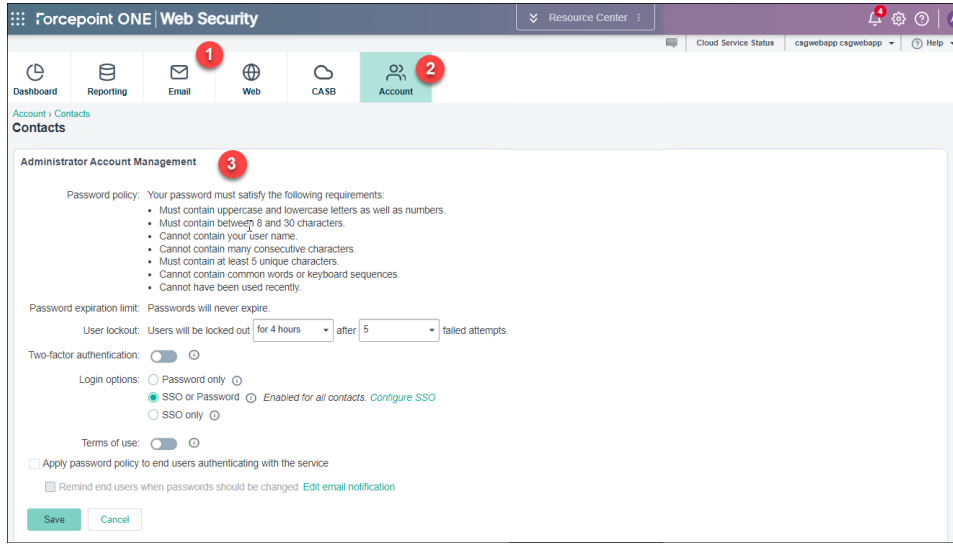 Forcepoint ONE | Web Security
Resource Center
4
Cloud Service Status
csgwebapp csgwebapp
Help
1
2
Dashboard
Reporting
Email
Web
CASB
Account
Account › Contacts
Contacts
Administrator Account Management
3
Password policy: Your password must satisfy the following requirements:
• Must contain uppercase and lowercase letters as well as numbers.
• Must contain between 8 and 30 characters.
• Cannot contain your user name.
• Cannot contain many consecutive characters.
• Must contain at least 5 unique characters.
• Cannot contain common words or keyboard sequences.
• Cannot have been used recently.
Password expiration limit: Passwords will never expire.
User lockout: Users will be locked out for 4 hours after 5 failed attempts.
Two-factor authentication:
Login options: Password only
SSO or Password Enabled for all contacts. Configure SSO
SSO only
Terms of use:
Apply password policy to end users authenticating with the service
Remind end users when passwords should be changed Edit email notification
Save
Cancel